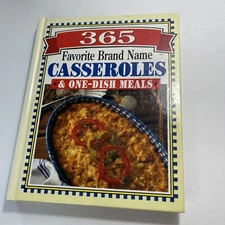 365
Favorite Brand Name
CASSEROLES
& ONE-DISH MEALS